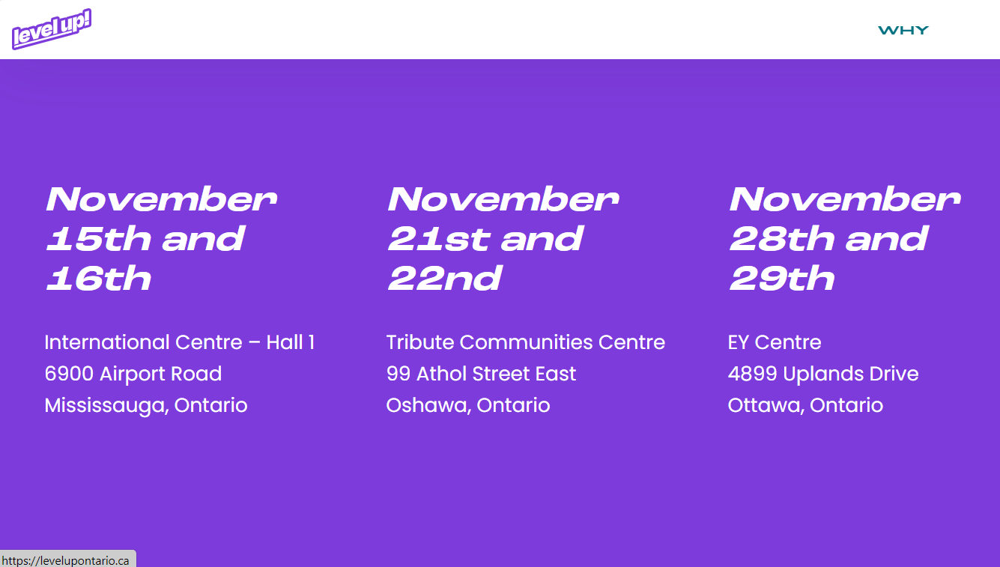 level up!
WHY
November
15th and
16th
International Centre – Hall 1
6900 Airport Road
Mississauga, Ontario
November
21st and
22nd
Tribute Communities Centre
99 Athol Street East
Oshawa, Ontario
November
28th and
29th
EY Centre
4899 Uplands Drive
Ottawa, Ontario
https://levelupontario.ca